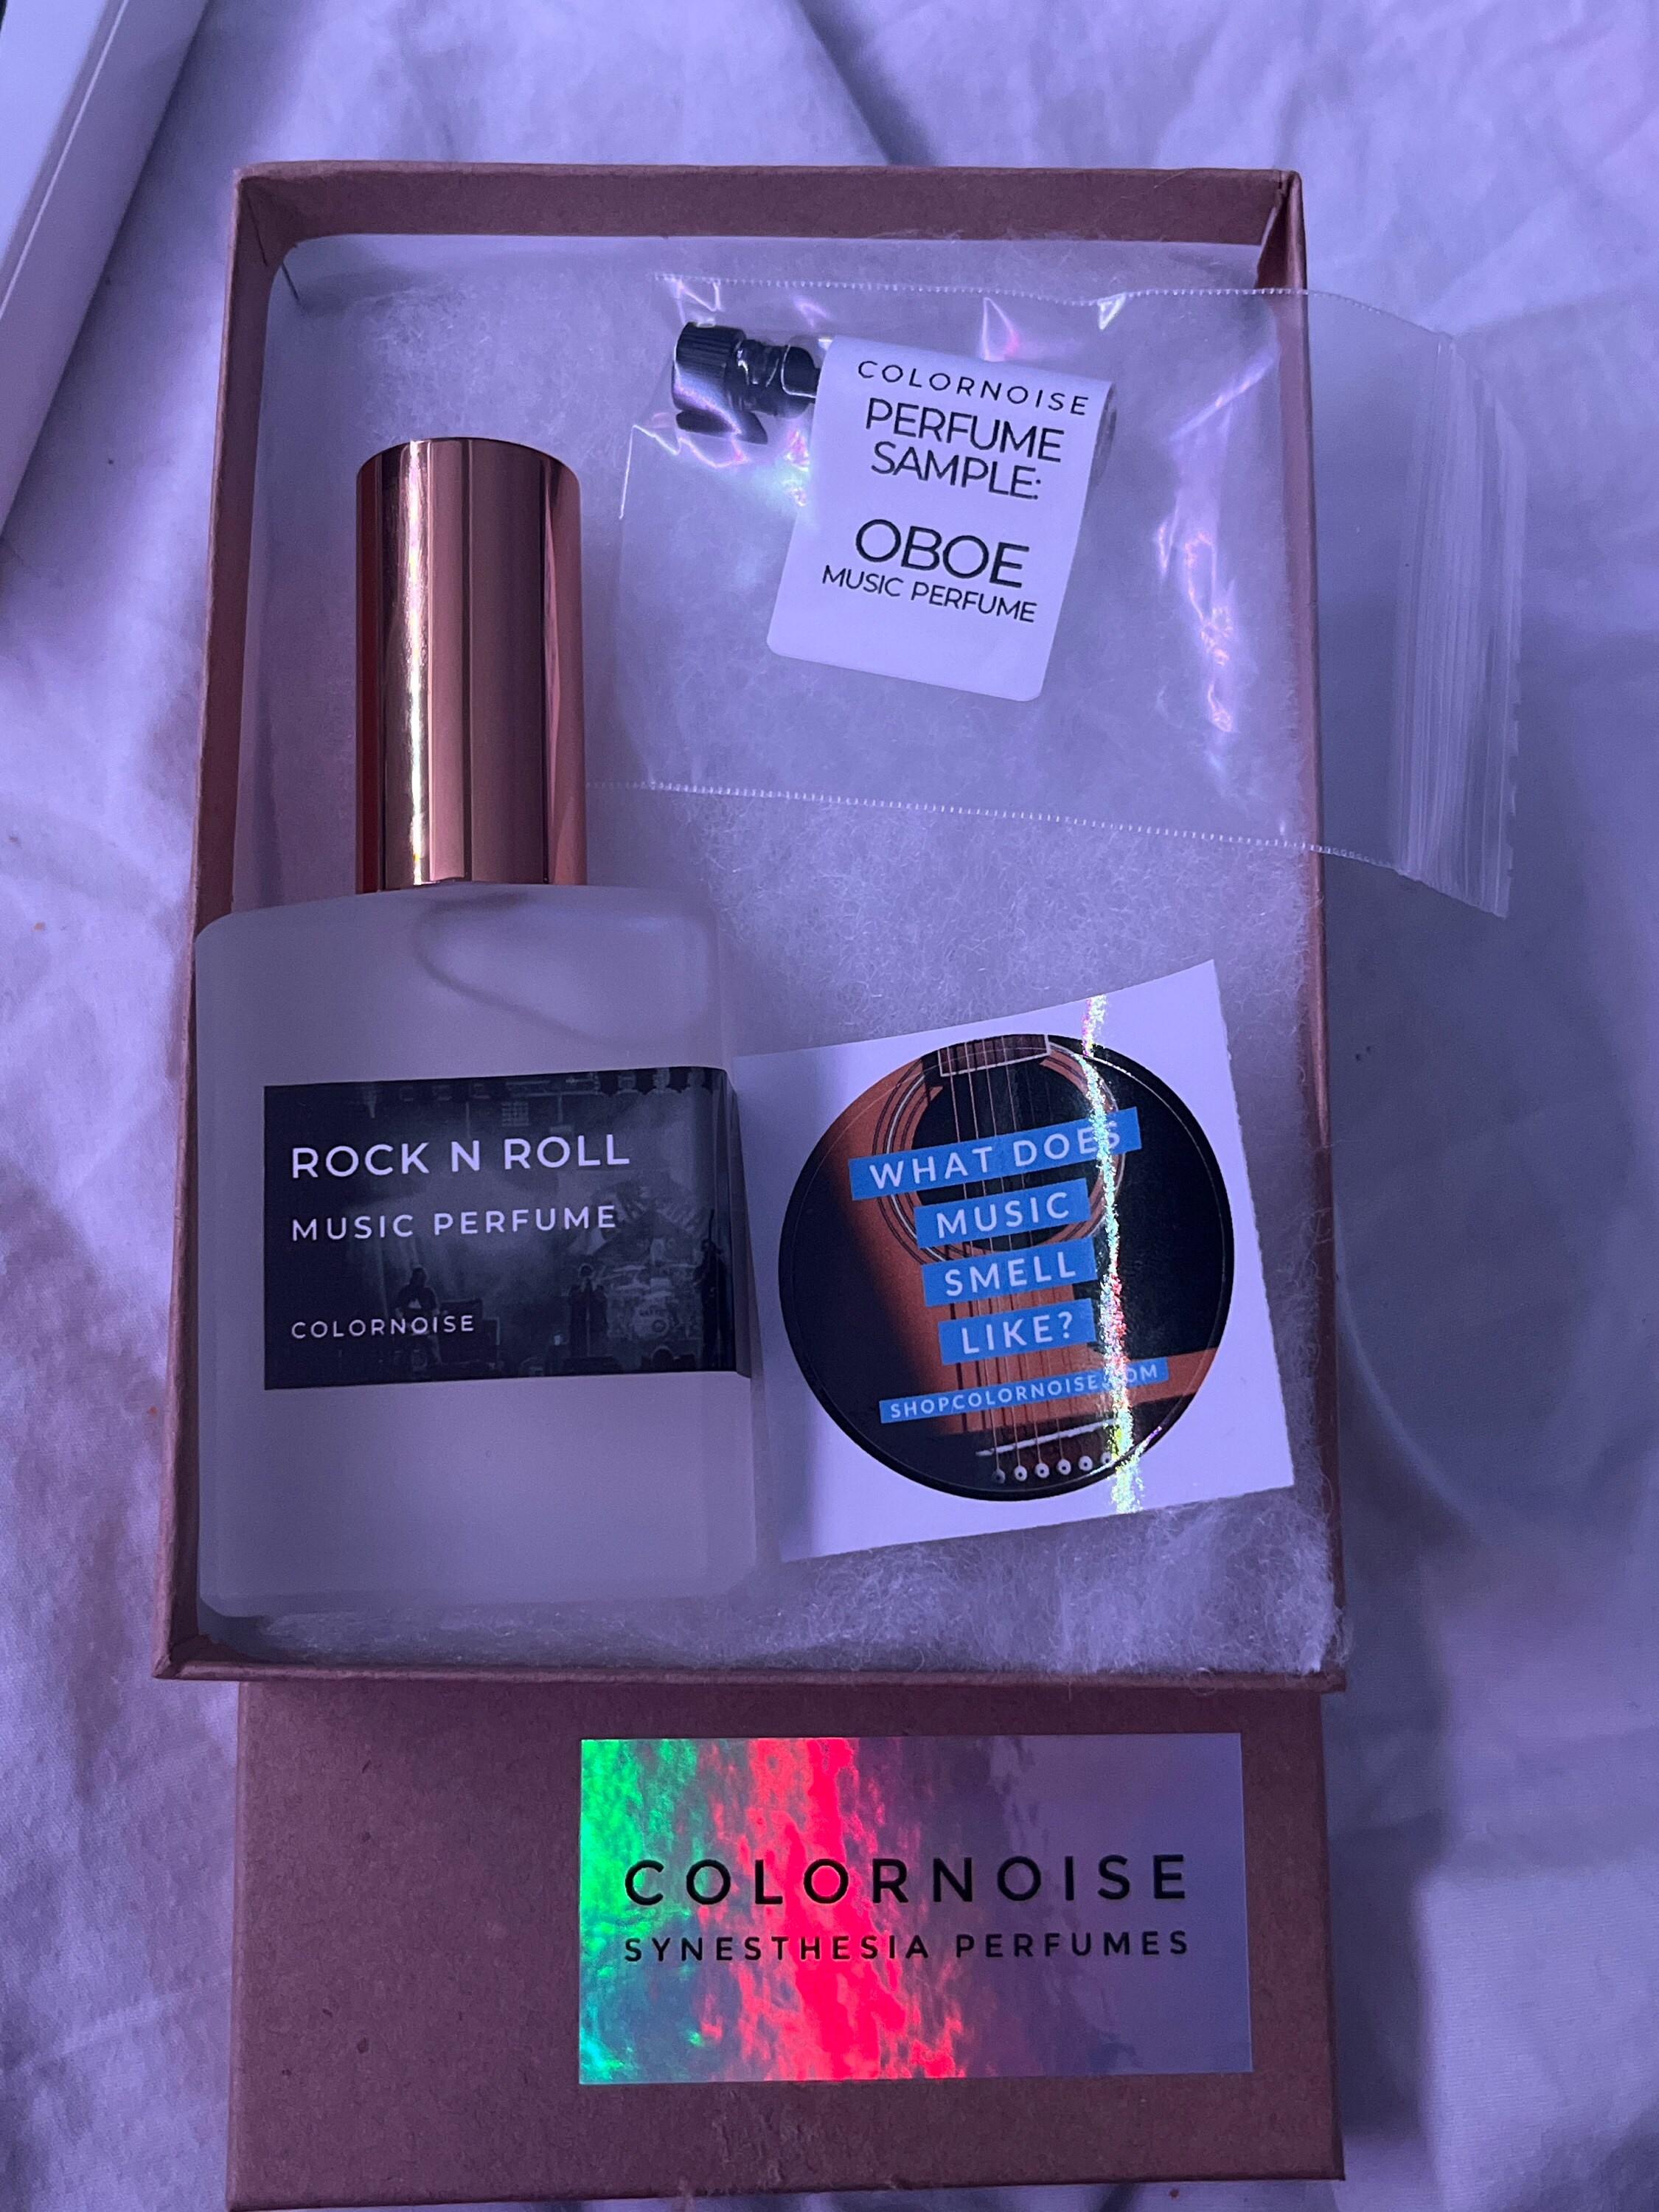 COLORNOISE
PERFUME
SAMPLE:
OBOE
MUSIC PERFUME
ROCK N ROLL
MUSIC PERFUME
COLORNOISE
WHAT DOES
MUSIC
SMELL
LIKE?
SHOPCOLORNOISE.COM
COLORNOISE
SYNESTHESIA PERFUMES